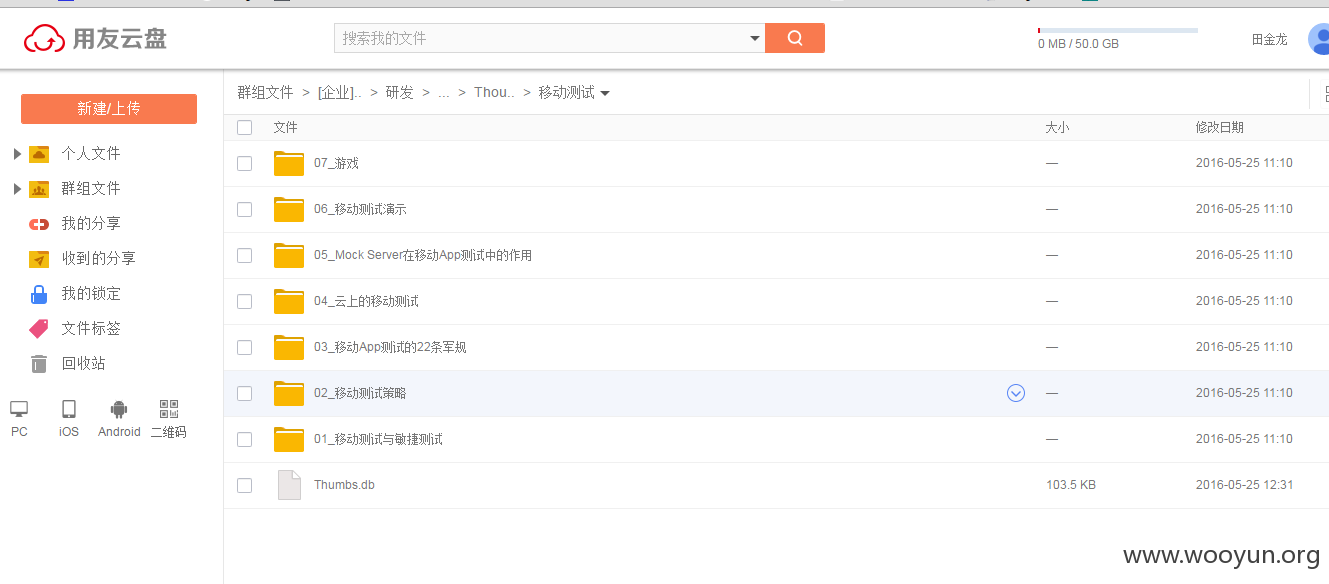 用友云盘
搜索我的文件
0 MB / 50.0 GB
田金龙
新建/上传
个人文件
群组文件
我的分享
收到的分享
我的锁定
文件标签
回收站
PC iOS Android 二维码
群组文件 > [企业].. > 研发 > ... > Thou.. > 移动测试
文件 大小 修改日期
07_游戏 — 2016-05-25 11:10
06_移动测试演示 — 2016-05-25 11:10
05_Mock Server在移动App测试中的作用 — 2016-05-25 11:10
04_云上的移动测试 — 2016-05-25 11:10
03_移动App测试的22条军规 — 2016-05-25 11:10
02_移动测试策略 — 2016-05-25 11:10
01_移动测试与敏捷测试 — 2016-05-25 11:10
Thumbs.db 103.5 KB 2016-05-25 12:31
www.wooyun.org